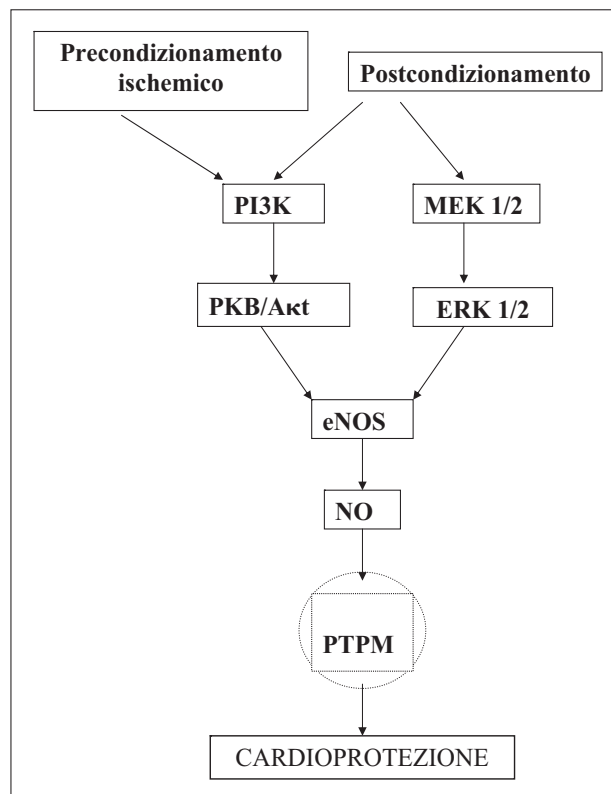 Precondizionamento
ischemico
Postcondizionamento
PI3K
MEK 1/2
PKB/Aκt
ERK 1/2
eNOS
NO
PTPM
CARDIOPROTEZIONE